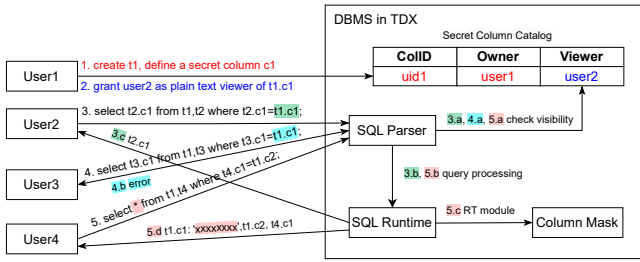 DBMS in TDX
Secret Column Catalog
ColID Owner Viewer
uid1 user1 user2
User1
1. create t1, define a secret column c1
2. grant user2 as plain text viewer of t1.c1
User2
3. select t2.c1 from t1,t2 where t2.c1=t1.c1;
3.c t2.c1
SQL Parser
3.a, 4.a, 5.a check visibility
4. select t3.c1 from t1,t3 where t3.c1=t1.c1;
4.b error
User3
5. select * from t1,t4 where t4.c1=t1.c2;
3.b, 5.b query processing
User4
5.d t1.c1: 'xxxxxxxx',t1.c2, t4.c1
SQL Runtime
5.c RT module
Column Mask